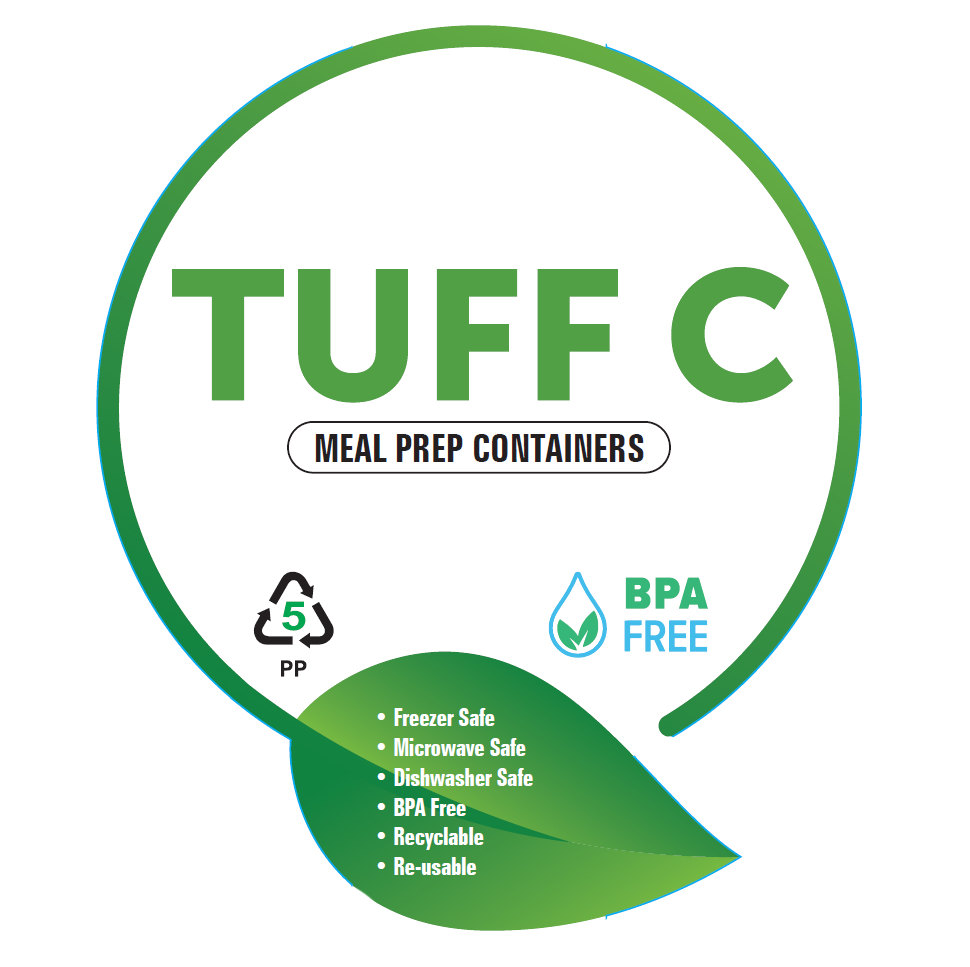 TUFF C
MEAL PREP CONTAINERS
5
PP
BPA
FREE
• Freezer Safe
• Microwave Safe
• Dishwasher Safe
• BPA Free
• Recyclable
• Re-usable